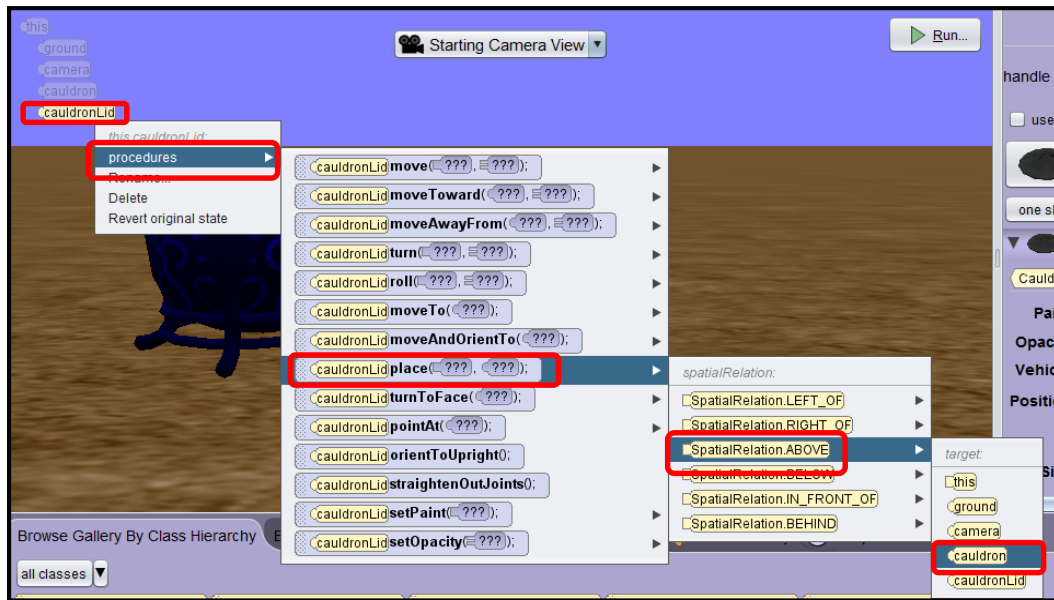 this
ground
camera
cauldron
cauldronLid
Starting Camera View
Run...
this.cauldronLid:
procedures
Rename...
Delete
Revert original state
cauldronLid move( ??? , ??? );
cauldronLid moveToward( ??? , ??? );
cauldronLid moveAwayFrom( ??? , ??? );
cauldronLid turn( ??? , ??? );
cauldronLid roll( ??? , ??? );
cauldronLid moveTo( ??? );
cauldronLid moveAndOrientTo( ??? );
cauldronLid place( ??? , ??? );
cauldronLid turnToFace( ??? );
cauldronLid pointAt( ??? );
cauldronLid orientToUpright();
cauldronLid straightenOutJoints();
cauldronLid setPaint( ??? );
cauldronLid setOpacity( ??? );
spatialRelation:
SpatialRelation.LEFT_OF
SpatialRelation.RIGHT_OF
SpatialRelation.ABOVE
SpatialRelation.BELOW
SpatialRelation.IN_FRONT_OF
SpatialRelation.BEHIND
target:
this
ground
camera
cauldron
cauldronLid
handle
use
one sh
Cauld
Pai
Opac
Vehic
Positi
Si
Browse Gallery By Class Hierarchy
all classes